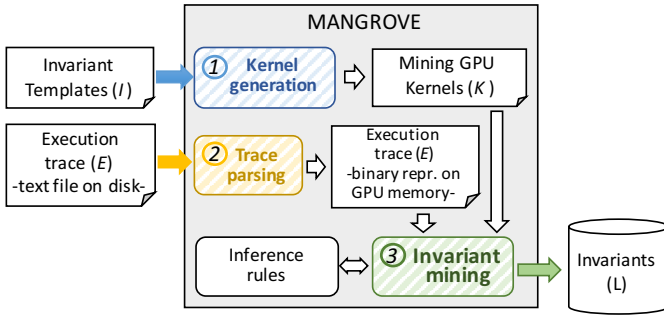 MANGROVE
Invariant
Templates (I)
1 Kernel
generation
Mining GPU
Kernels (K)
Execution
trace (E)
-text file on disk-
2 Trace
parsing
Execution
trace (E)
-binary repr. on
GPU memory-
Inference
rules
3 Invariant
mining
Invariants
(L)